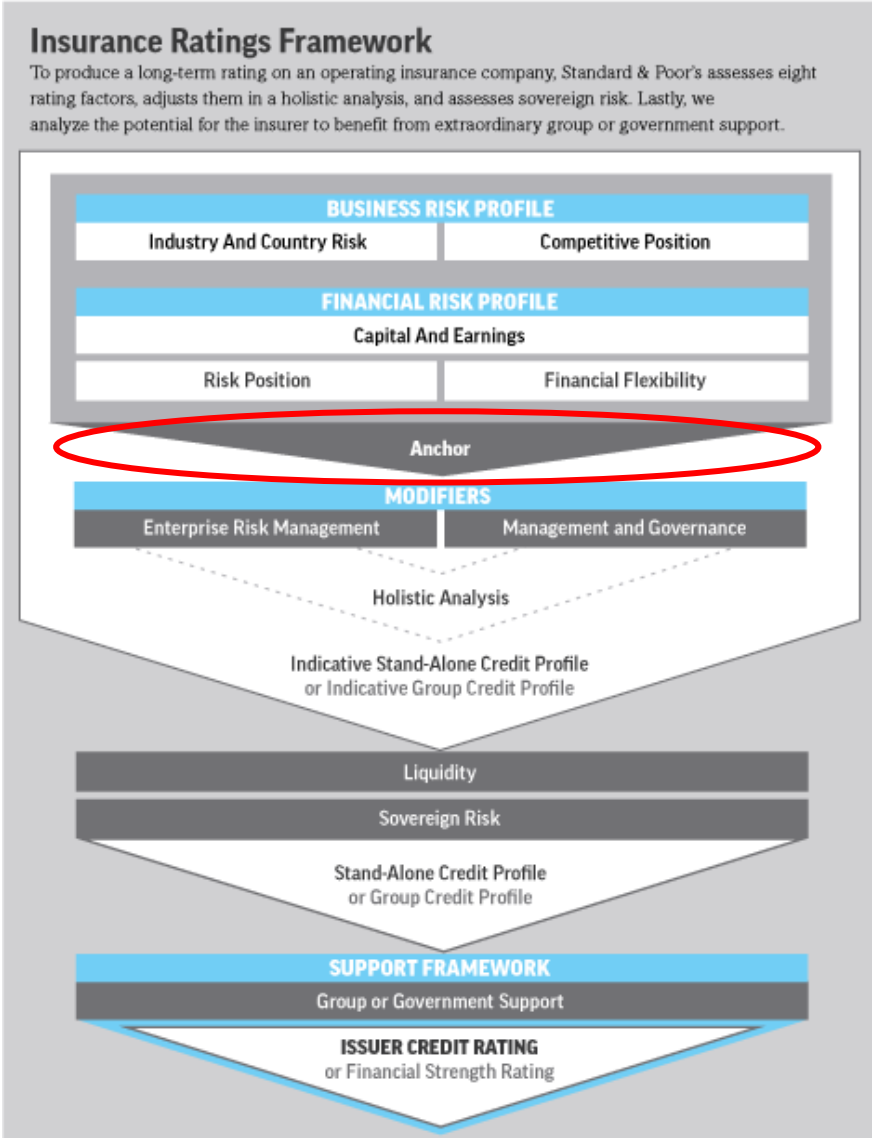 Insurance Ratings Framework
To produce a long-term rating on an operating insurance company, Standard & Poor's assesses eight
rating factors, adjusts them in a holistic analysis, and assesses sovereign risk. Lastly, we
analyze the potential for the insurer to benefit from extraordinary group or government support.
BUSINESS RISK PROFILE
Industry And Country Risk
Competitive Position
FINANCIAL RISK PROFILE
Capital And Earnings
Risk Position
Financial Flexibility
Anchor
MODIFIERS
Enterprise Risk Management
Management and Governance
Holistic Analysis
Indicative Stand-Alone Credit Profile
or Indicative Group Credit Profile
Liquidity
Sovereign Risk
Stand-Alone Credit Profile
or Group Credit Profile
SUPPORT FRAMEWORK
Group or Government Support
ISSUER CREDIT RATING
or Financial Strength Rating